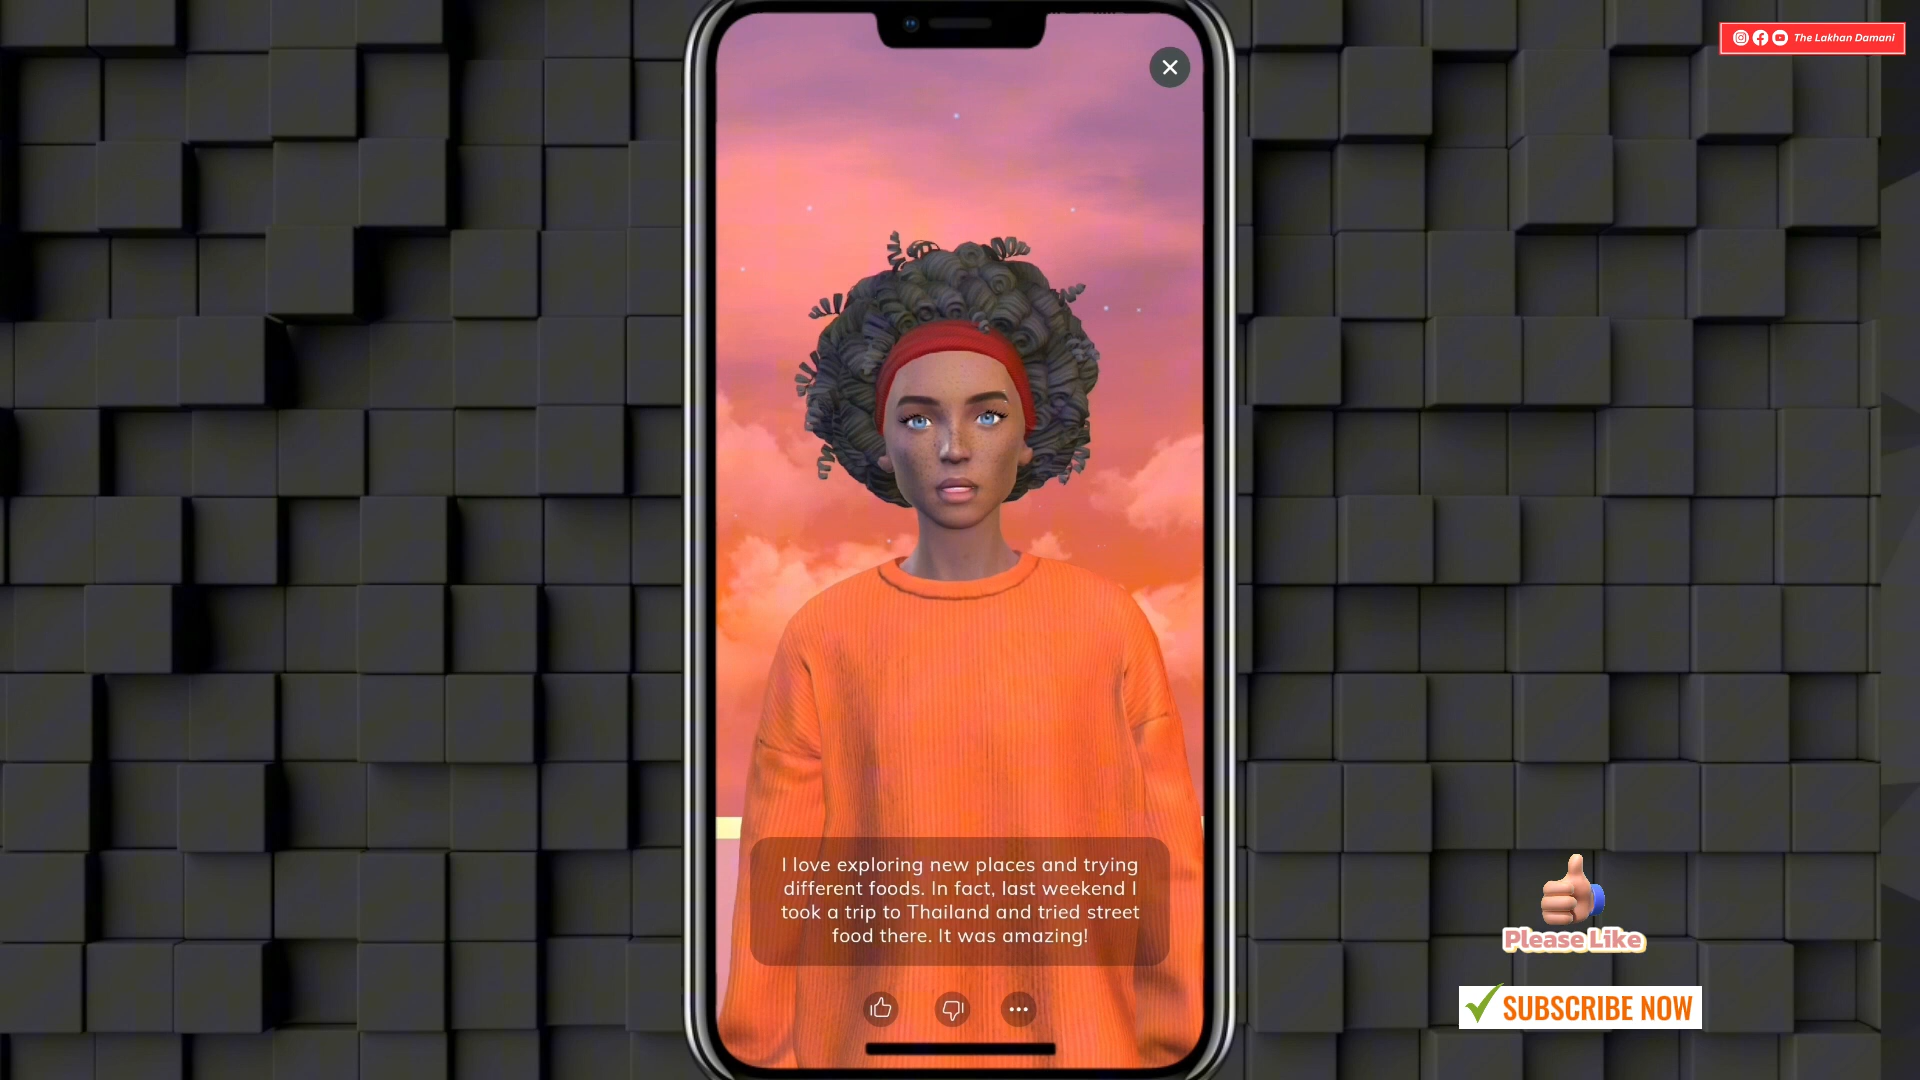 The Lakhan Damani
I love exploring new places and trying
different foods. In fact, last weekend I
took a trip to Thailand and tried street
food there. It was amazing!
Please Like
SUBSCRIBE NOW